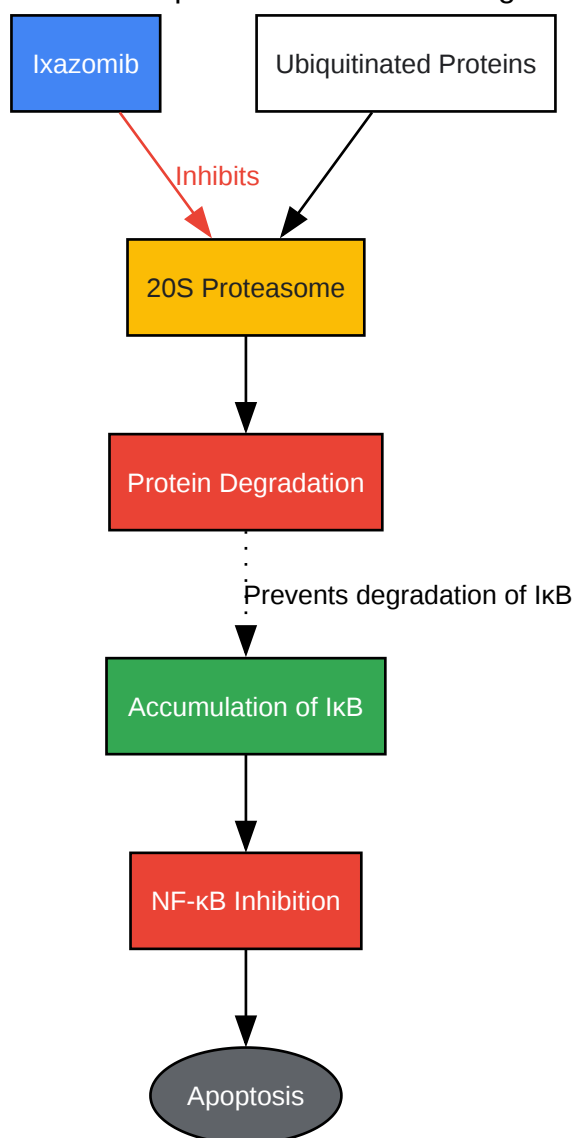 Ixazomib
Ubiquitinated Proteins
Inhibits
20S Proteasome
Protein Degradation
Prevents degradation of IκB
Accumulation of IκB
NF-κB Inhibition
Apoptosis